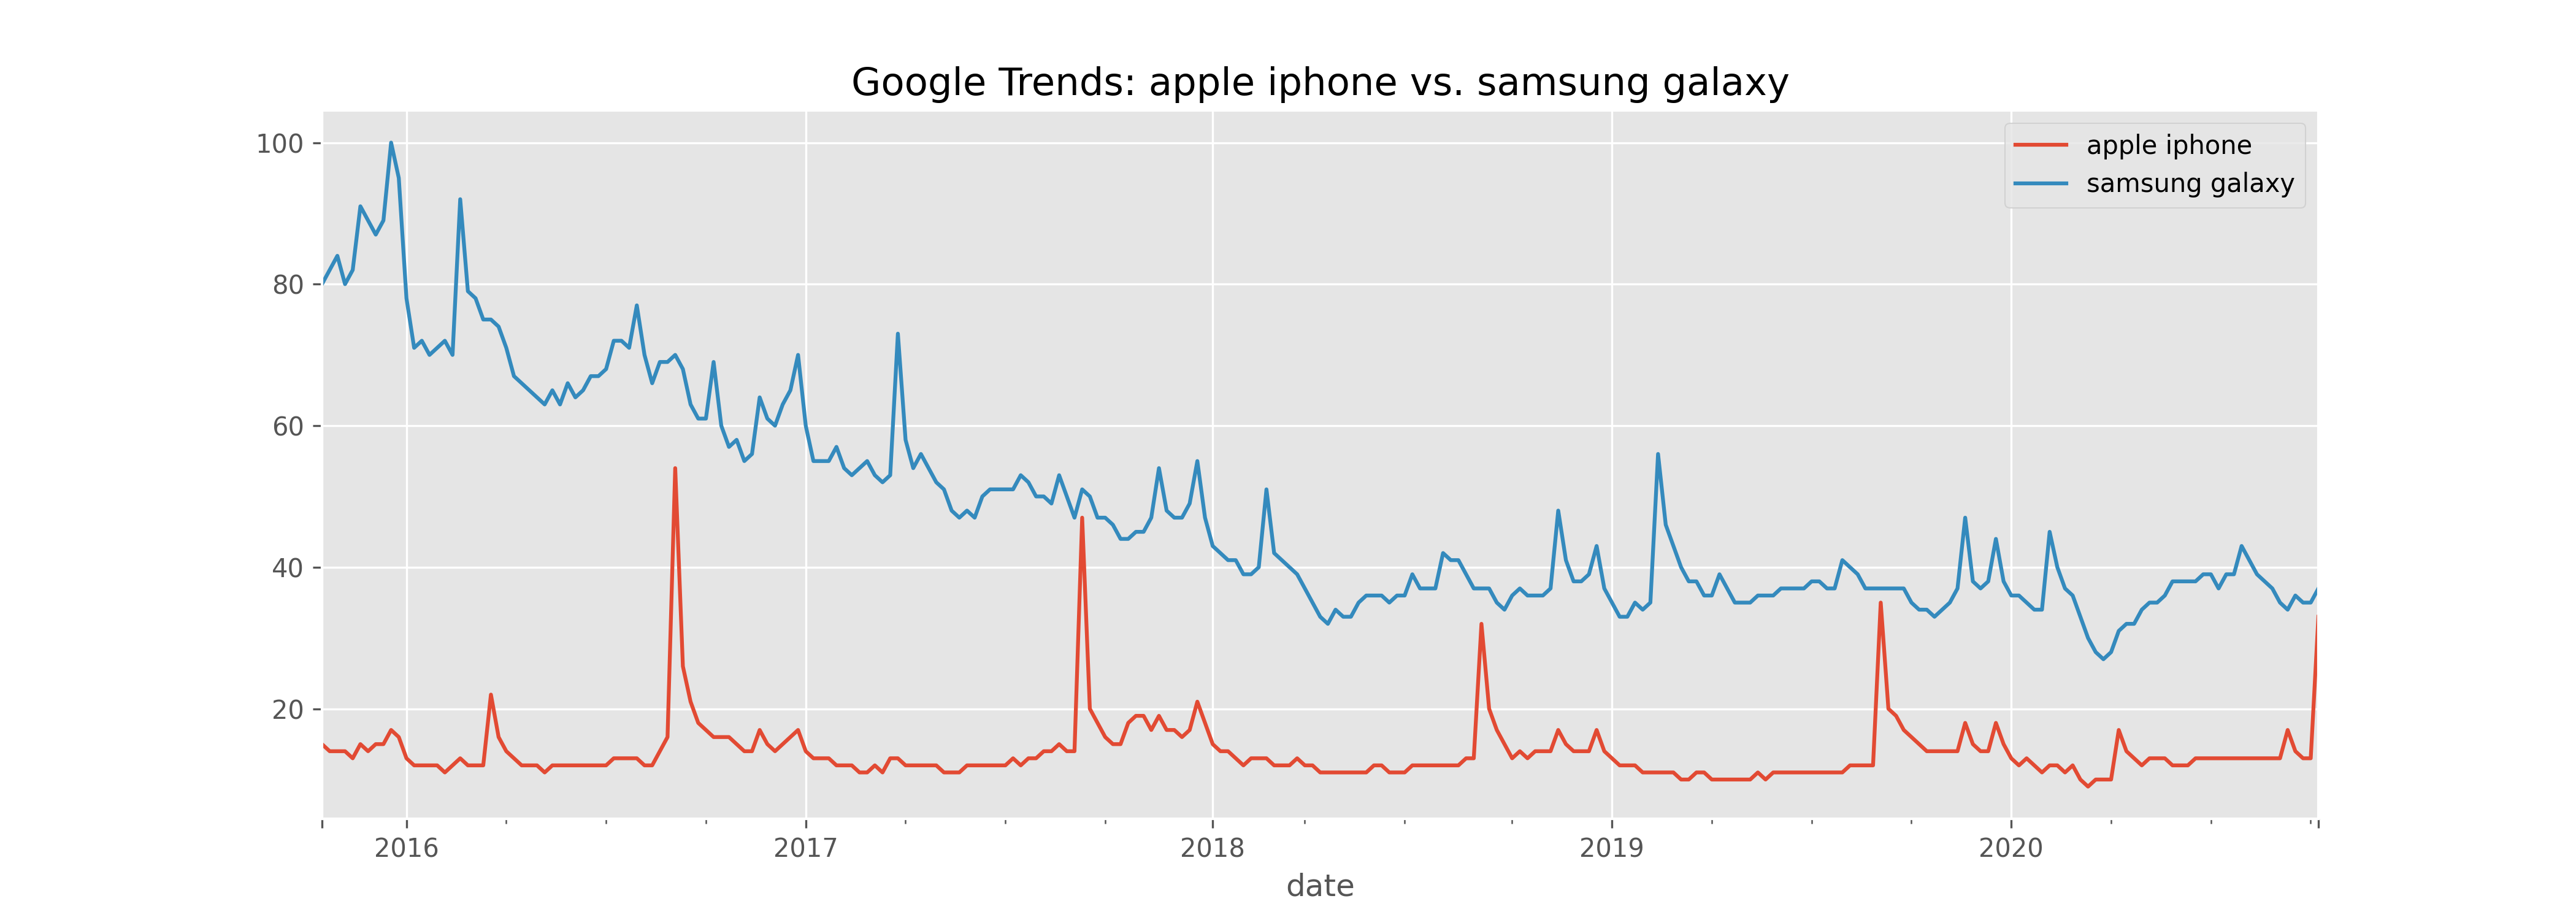 Google Trends: apple iphone vs. samsung galaxy
apple iphone
samsung galaxy
100
80
60
40
20
2016 2017 2018 2019 2020
date